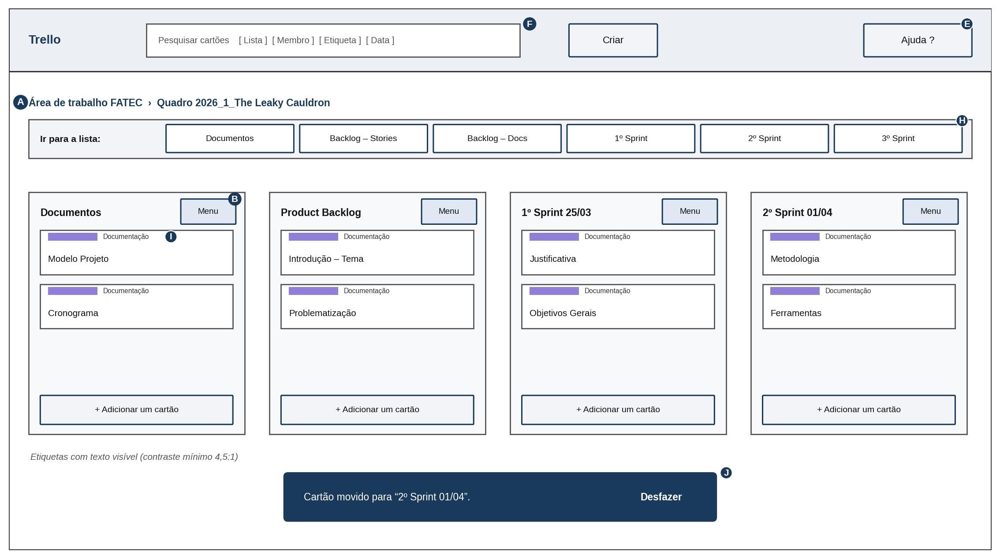 Trello
Pesquisar cartões [ Lista ] [ Membro ] [ Etiqueta ] [ Data ]
F
Criar
Ajuda ?
E
A
Área de trabalho FATEC › Quadro 2026_1_The Leaky Cauldron
Ir para a lista:
Documentos
Backlog – Stories
Backlog – Docs
1º Sprint
2º Sprint
3º Sprint
H
Documentos
Menu
B
Documentação
I
Modelo Projeto
Documentação
Cronograma
+ Adicionar um cartão
Product Backlog
Menu
Documentação
Introdução – Tema
Documentação
Problematização
+ Adicionar um cartão
1º Sprint 25/03
Menu
Documentação
Justificativa
Documentação
Objetivos Gerais
+ Adicionar um cartão
2º Sprint 01/04
Menu
Documentação
Metodologia
Documentação
Ferramentas
+ Adicionar um cartão
Etiquetas com texto visível (contraste mínimo 4,5:1)
J
Cartão movido para “2º Sprint 01/04”.
Desfazer